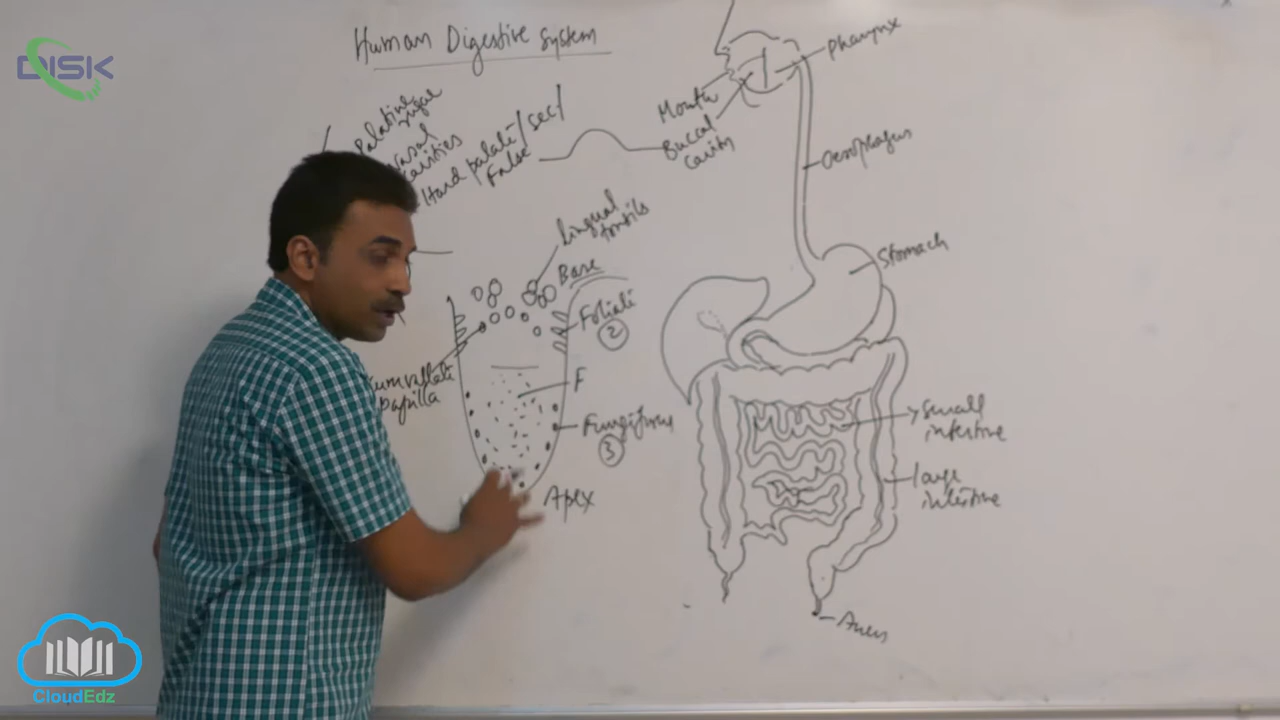 DISK
Human Digestive System
Pharynx
Mouth
Buccal
cavity
Palatine
rugae
cavities
Hard palate/sec/
False
Oesophagus
lingual
tonsils
Base
Stomach
Foliate
2
papilla
F
Fungiform
3
Apex
Small
intestine
large
intestine
Anus
CloudEdz